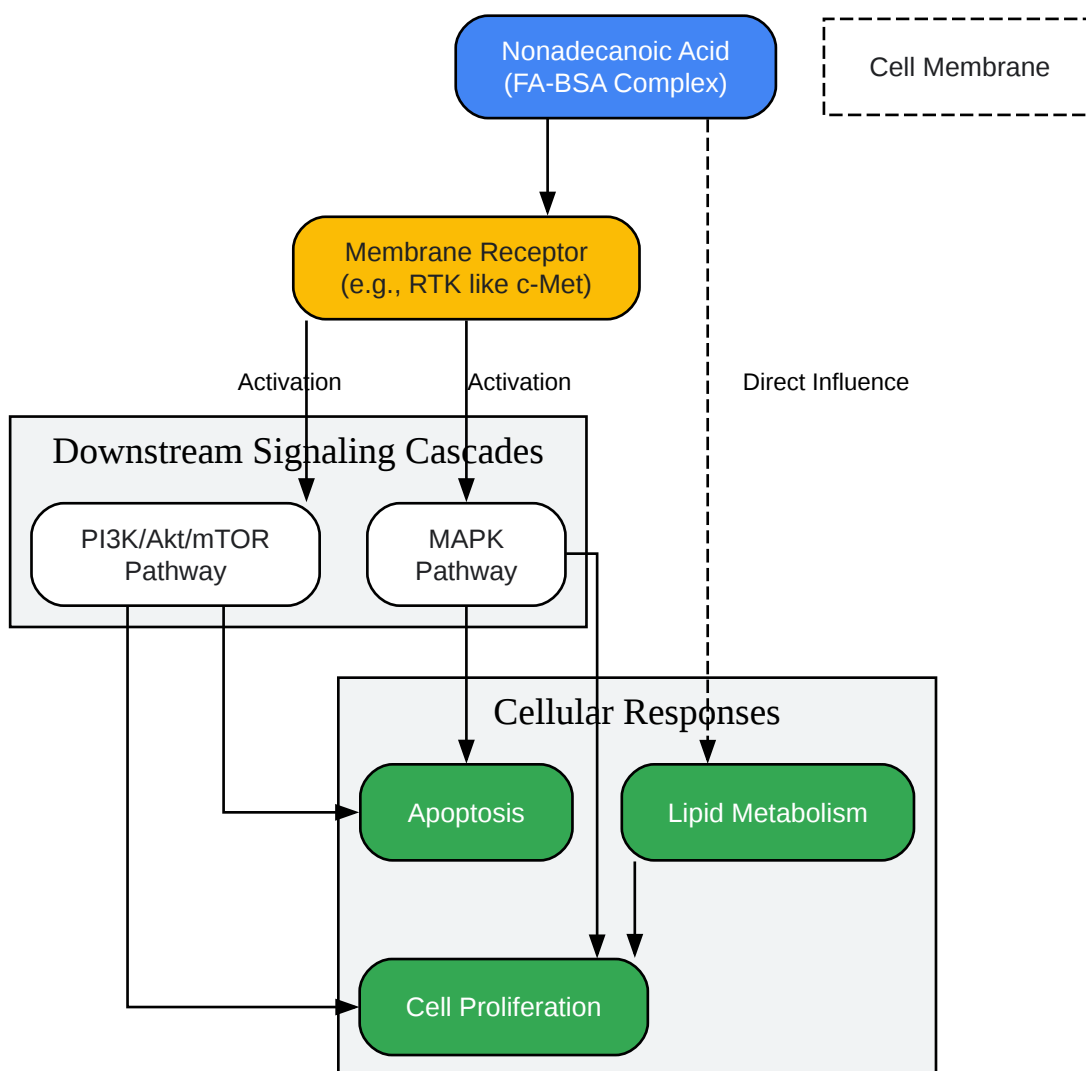 Nonadecanoic Acid
(FA-BSA Complex)
Cell Membrane
Membrane Receptor
(e.g., RTK like c-Met)
Activation
Activation
Direct Influence
Downstream Signaling Cascades
PI3K/Akt/mTOR
Pathway
MAPK
Pathway
Cellular Responses
Apoptosis
Lipid Metabolism
Cell Proliferation